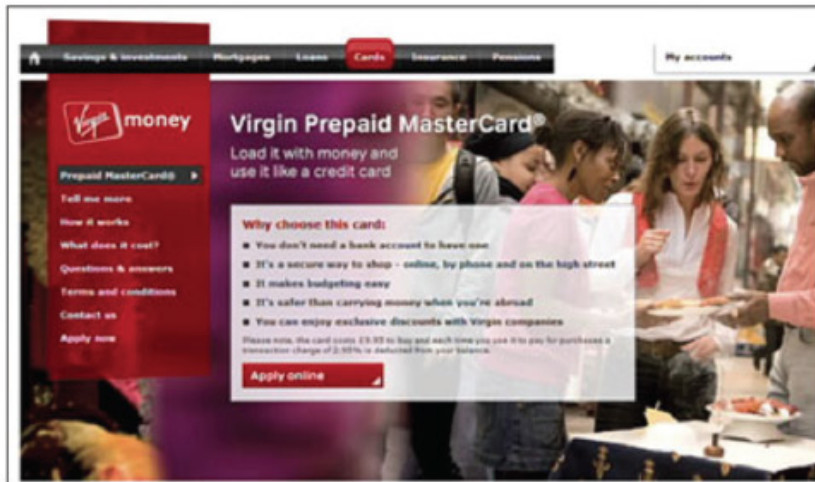 Savings & investments Mortgages Loans Cards Insurance Pensions My accounts
Virgin money
Prepaid MasterCard®
Tell me more
How it works
What does it cost?
Questions & answers
Terms and conditions
Contact us
Apply now
Virgin Prepaid MasterCard®
Load it with money and
use it like a credit card
Why choose this card:
You don't need a bank account to have one
It's a secure way to shop - online, by phone and on the high street
It makes budgeting easy
It's safer than carrying money when you're abroad
You can enjoy exclusive discounts with Virgin companies
Please note, the card costs to buy and each time you use it to pay for purchases a
transaction charge of 2.95% is deducted from your balance.
Apply online